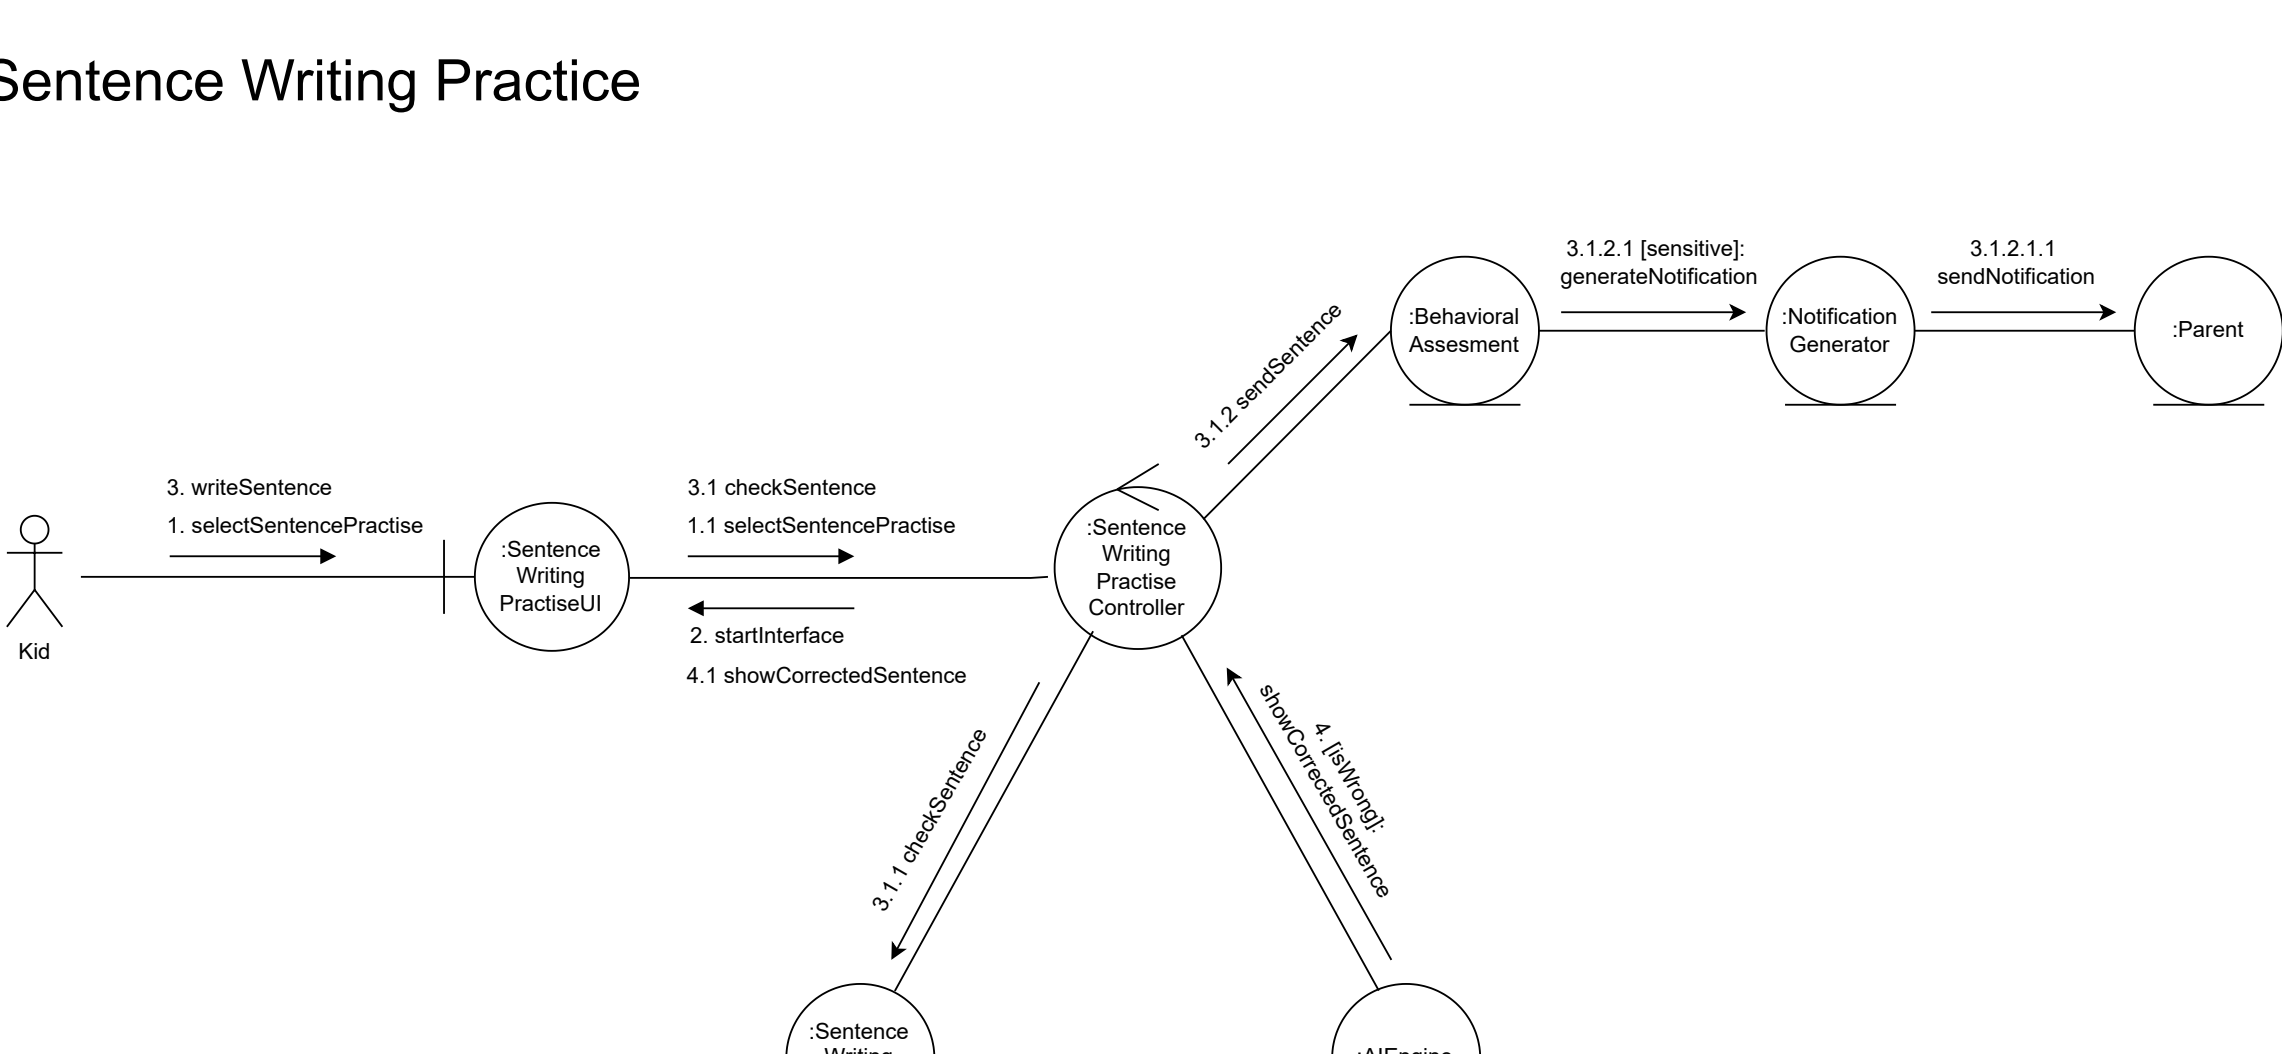 Sentence Writing Practice
3.1.2.1 [sensitive]:
generateNotification
3.1.2.1.1
sendNotification
:Behavioral
Assesment
:Notification
Generator
:Parent
3.1.2 sendSentence
3. writeSentence
1. selectSentencePractise
3.1 checkSentence
1.1 selectSentencePractise
:Sentence
Writing
PractiseUI
:Sentence
Writing
Practise
Controller
2. startInterface
4.1 showCorrectedSentence
Kid
3.1.1 checkSentence
4. [isWrong]:
showCorrectedSentence
:Sentence
Writing
:AIEngine